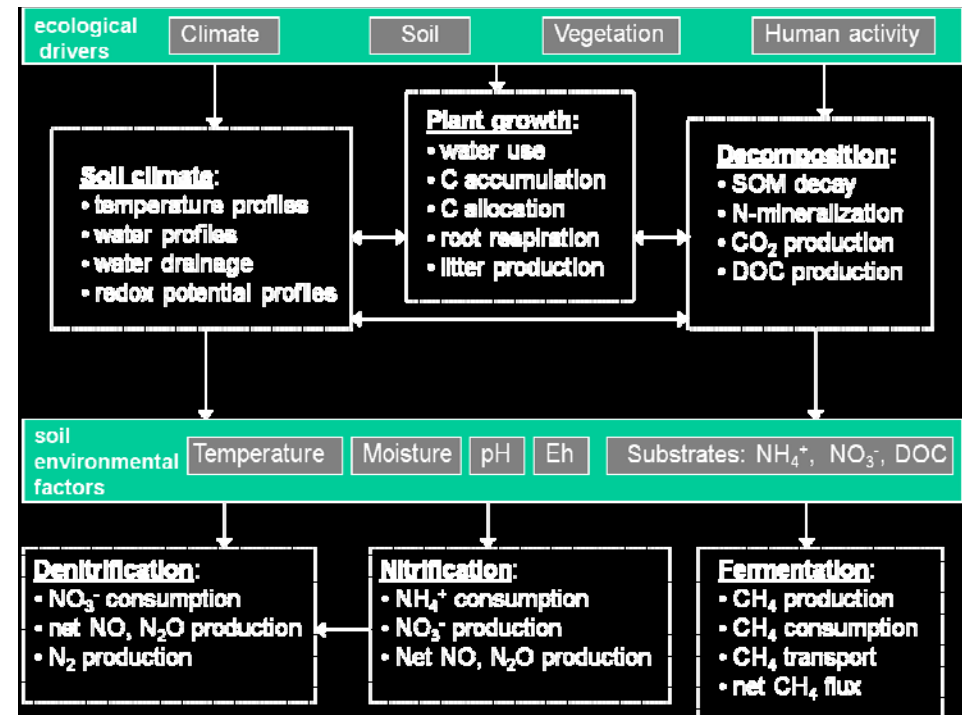 ecological
drivers
Climate
Soil
Vegetation
Human activity
Soil climate:
• temperature profiles
• water profiles
• water drainage
• redox potential profiles
Plant growth:
• water use
• C accumulation
• C allocation
• root respiration
• litter production
Decomposition:
• SOM decay
• N-mineralization
• CO₂ production
• DOC production
soil
environmental
factors
Temperature
Moisture
pH
Eh
Substrates: NH₄⁺, NO₃⁻, DOC
Denitrification:
• NO₃⁻ consumption
• net NO, N₂O production
• N₂ production
Nitrification:
• NH₄⁺ consumption
• NO₃⁻ production
• Net NO, N₂O production
Fermentation:
• CH₄ production
• CH₄ consumption
• CH₄ transport
• net CH₄ flux